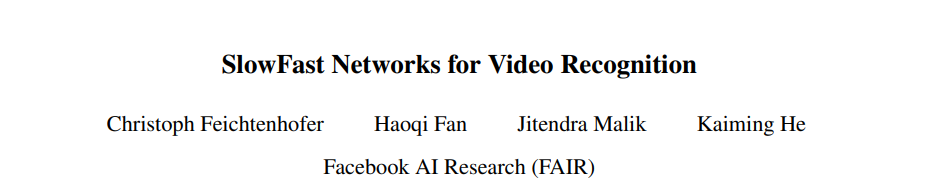 SlowFast Networks for Video Recognition
Christoph Feichtenhofer Haoqi Fan Jitendra Malik Kaiming He
Facebook AI Research (FAIR)